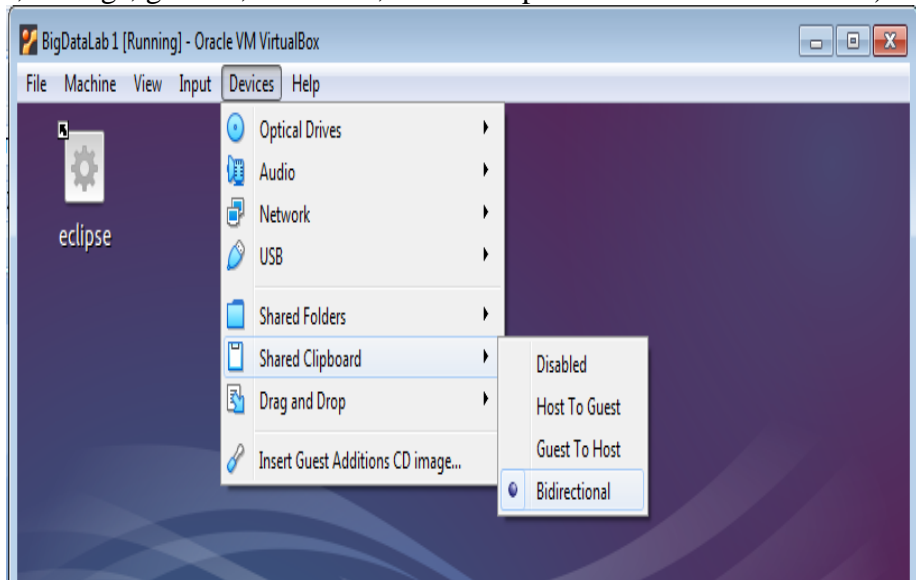 BigDataLab 1 [Running] - Oracle VM VirtualBox
File Machine View Input Devices Help
eclipse
Optical Drives
Audio
Network
USB
Shared Folders
Shared Clipboard
Drag and Drop
Insert Guest Additions CD image...
Disabled
Host To Guest
Guest To Host
Bidirectional